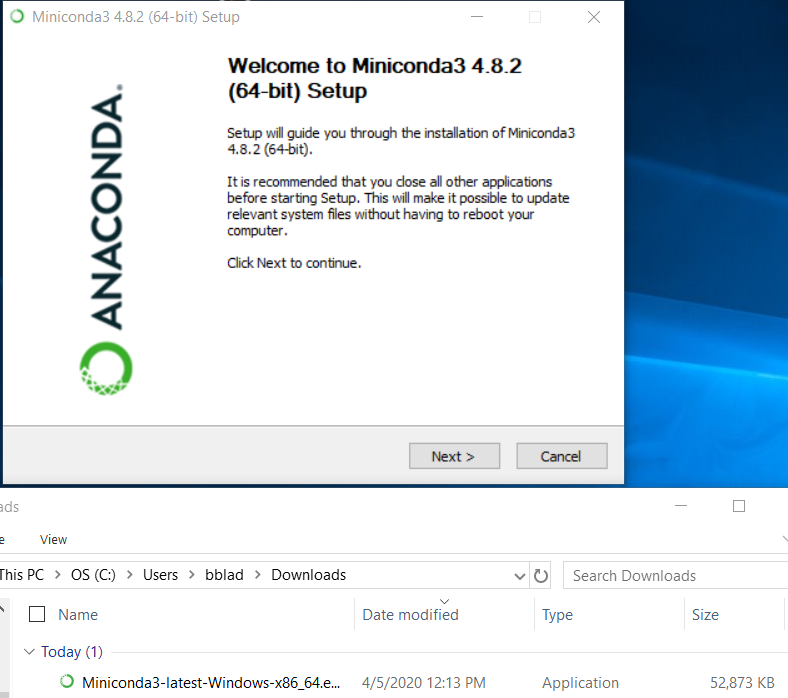 Miniconda3 4.8.2 (64-bit) Setup
Welcome to Miniconda3 4.8.2
(64-bit) Setup
ANACONDA.
Setup will guide you through the installation of Miniconda3
4.8.2 (64-bit).
It is recommended that you close all other applications
before starting Setup. This will make it possible to update
relevant system files without having to reboot your
computer.
Click Next to continue.
Next >
Cancel
ads
e
View
This PC > OS (C:) > Users > bblad > Downloads
Search Downloads
Name
Date modified
Type
Size
Today (1)
Miniconda3-latest-Windows-x86_64.e...
4/5/2020 12:13 PM
Application
52,873 KB